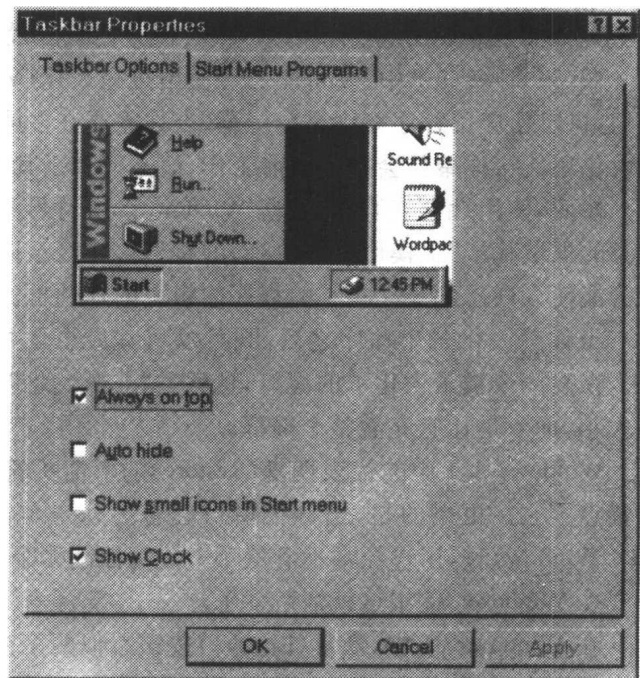 Taskbar Properties
Taskbar Options Start Menu Programs
Windows
Help
Run...
Shut Down...
Sound Re
Wordpad
Start 12:45 PM
Always on top
Auto hide
Show small icons in Start menu
Show Clock
OK Cancel Apply